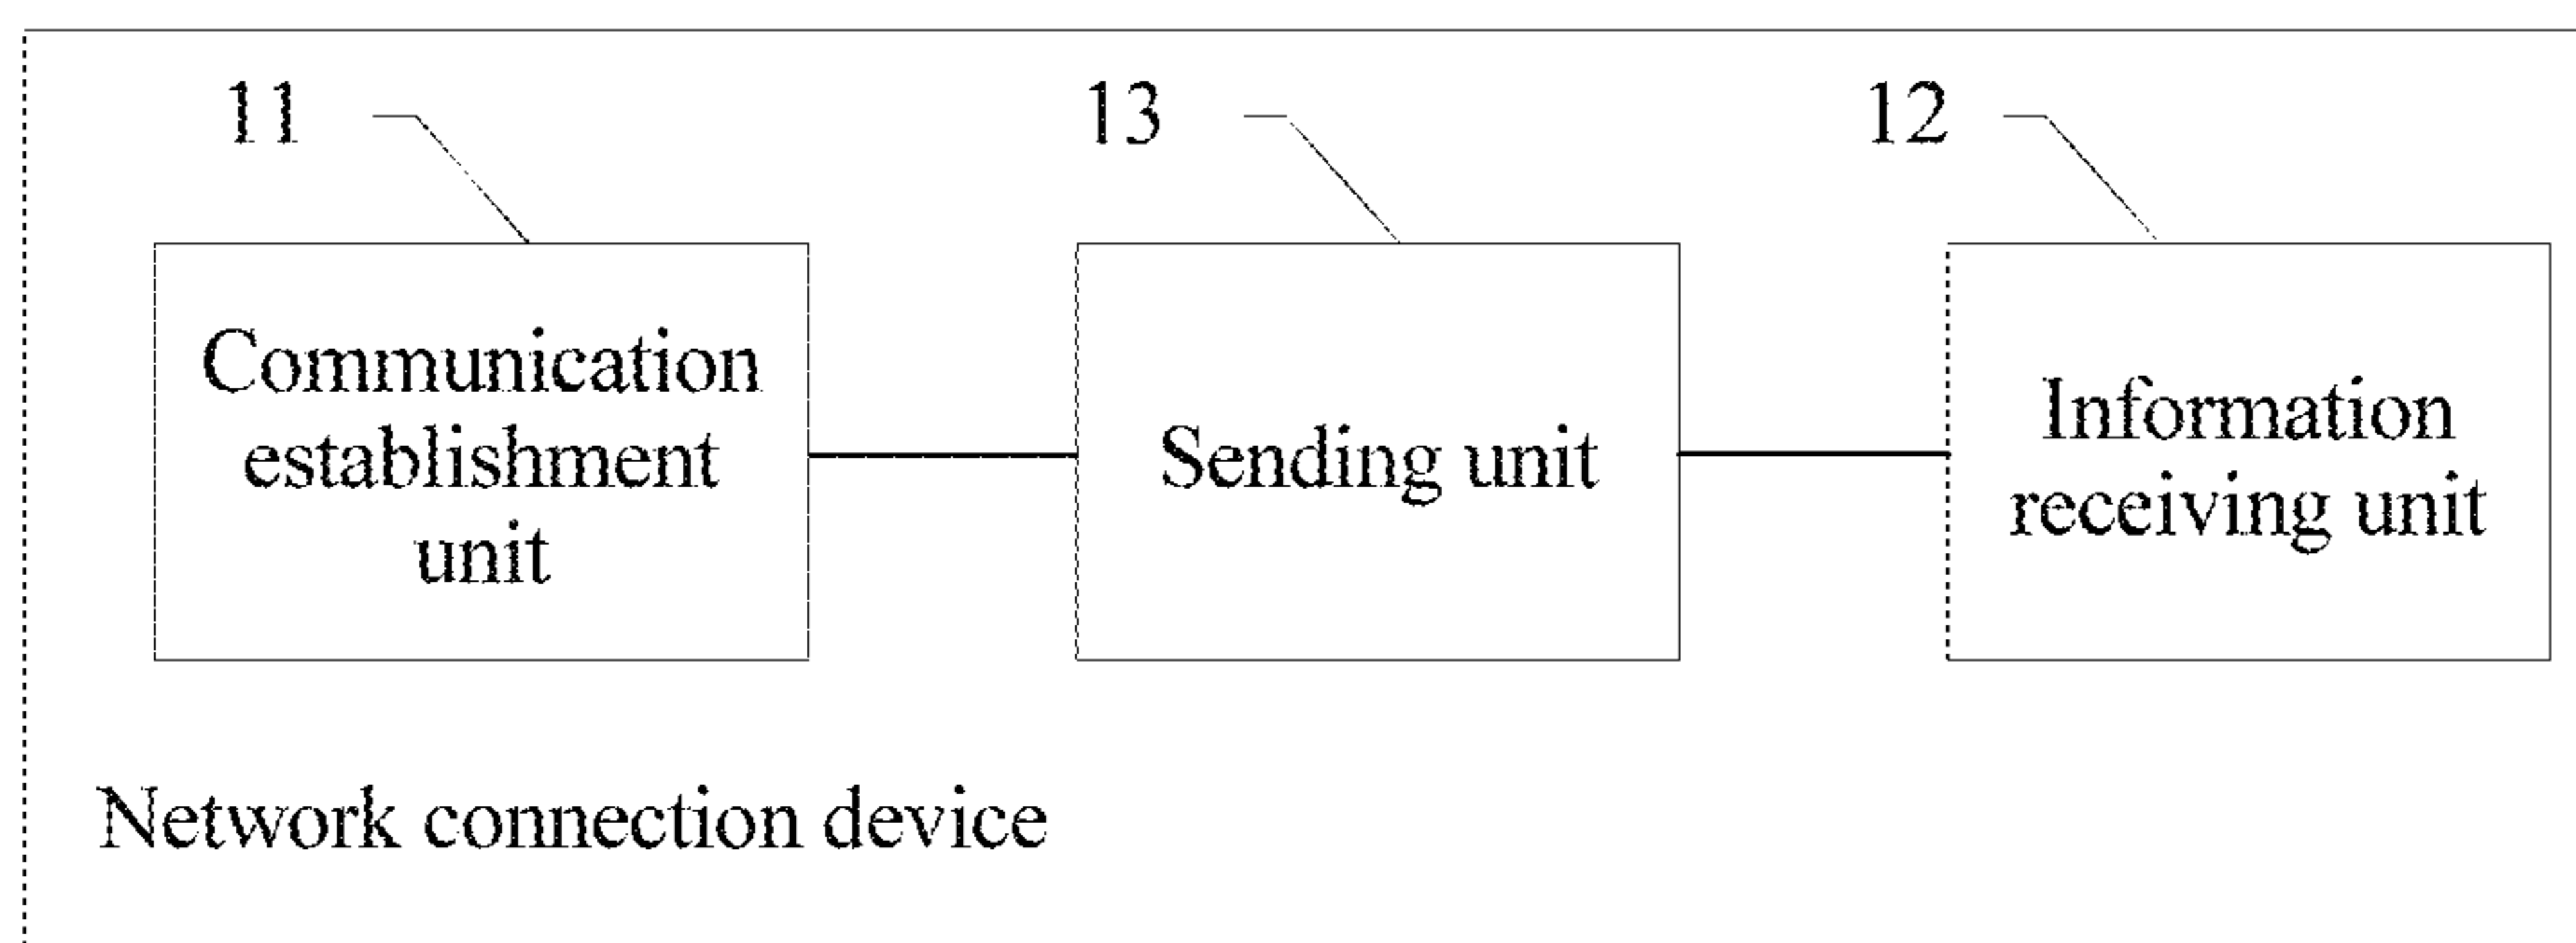 11
13
12
Communication
establishment
unit
Sending unit
Information
receiving unit
Network connection device